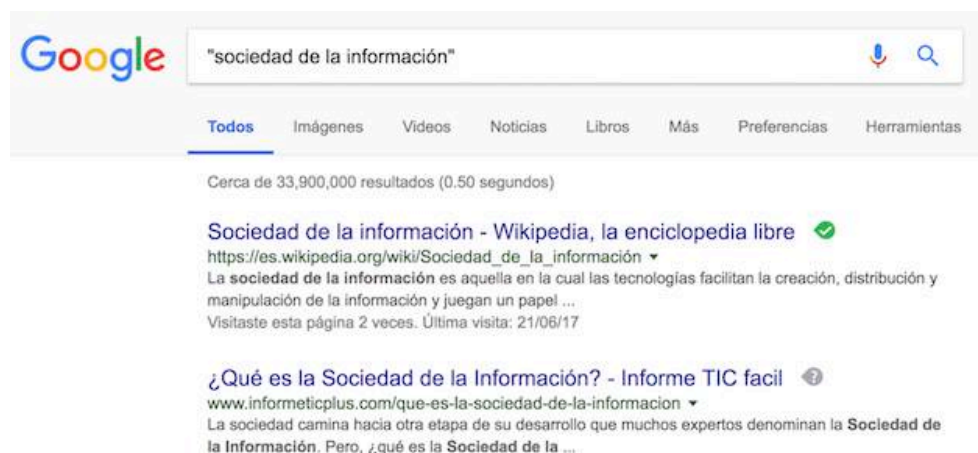 Google
"sociedad de la información"
Todos Imágenes Videos Noticias Libros Más Preferencias Herramientas
Cerca de 33,900,000 resultados (0.50 segundos)
Sociedad de la información - Wikipedia, la enciclopedia libre
https://es.wikipedia.org/wiki/Sociedad_de_la_información
La sociedad de la información es aquella en la cual las tecnologías facilitan la creación, distribución y
manipulación de la información y juegan un papel ...
Visitaste esta página 2 veces. Última visita: 21/06/17
¿Qué es la Sociedad de la Información? - Informe TIC facil
www.informeticplus.com/que-es-la-sociedad-de-la-informacion
La sociedad camina hacia otra etapa de su desarrollo que muchos expertos denominan la Sociedad de
la Información. Pero, ¿qué es la Sociedad de la ...